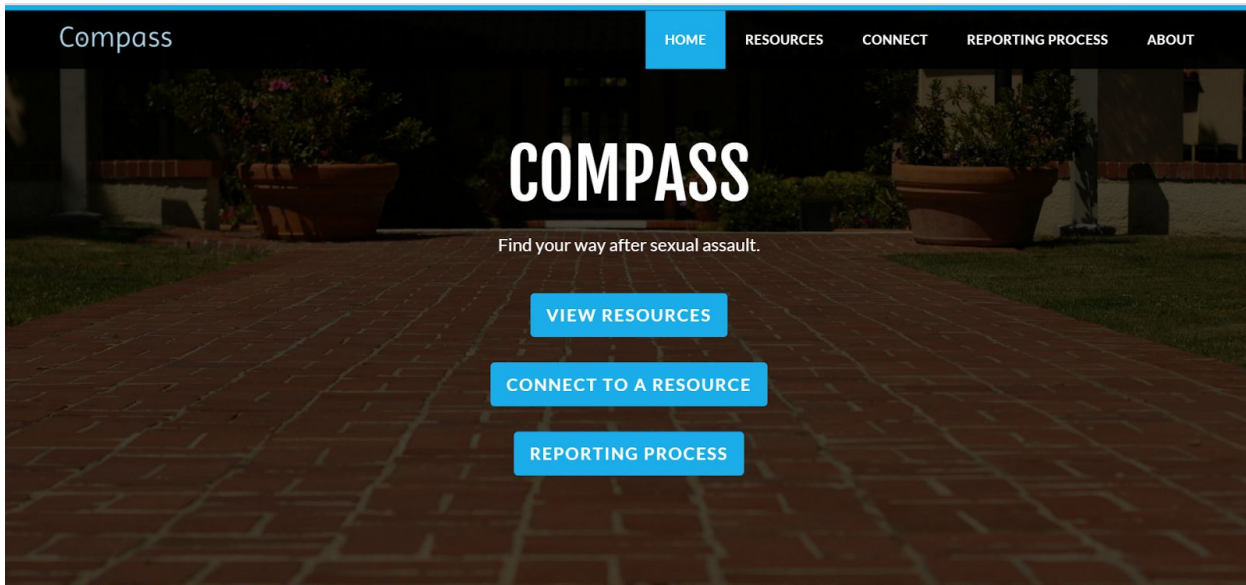 Compass
HOME RESOURCES CONNECT REPORTING PROCESS ABOUT
COMPASS
Find your way after sexual assault.
VIEW RESOURCES
CONNECT TO A RESOURCE
REPORTING PROCESS